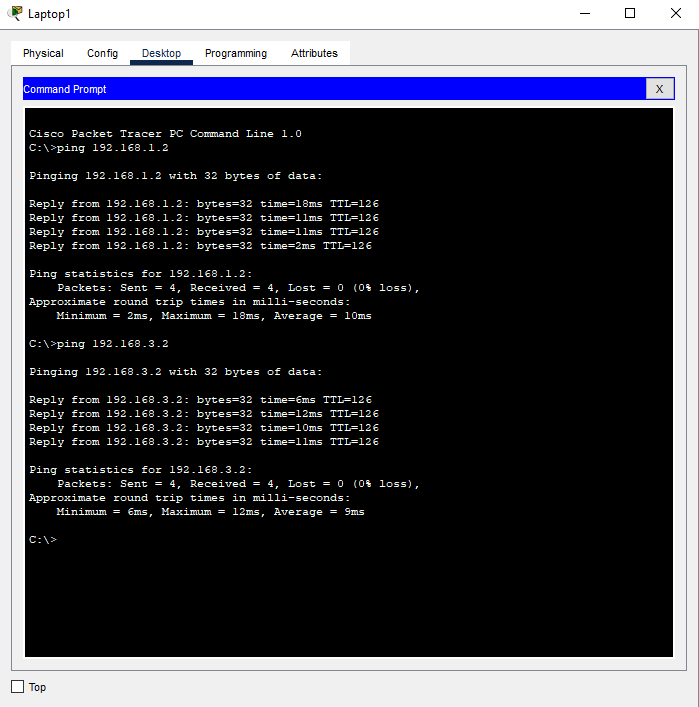 Laptop1
Physical Config Desktop Programming Attributes
Command Prompt X
Cisco Packet Tracer PC Command Line 1.0
C:\>ping 192.168.1.2
Pinging 192.168.1.2 with 32 bytes of data:
Reply from 192.168.1.2: bytes=32 time=18ms TTL=126
Reply from 192.168.1.2: bytes=32 time=11ms TTL=126
Reply from 192.168.1.2: bytes=32 time=11ms TTL=126
Reply from 192.168.1.2: bytes=32 time=2ms TTL=126
Ping statistics for 192.168.1.2:
    Packets: Sent = 4, Received = 4, Lost = 0 (0% loss),
Approximate round trip times in milli-seconds:
    Minimum = 2ms, Maximum = 18ms, Average = 10ms
C:\>ping 192.168.3.2
Pinging 192.168.3.2 with 32 bytes of data:
Reply from 192.168.3.2: bytes=32 time=6ms TTL=126
Reply from 192.168.3.2: bytes=32 time=12ms TTL=126
Reply from 192.168.3.2: bytes=32 time=10ms TTL=126
Reply from 192.168.3.2: bytes=32 time=11ms TTL=126
Ping statistics for 192.168.3.2:
    Packets: Sent = 4, Received = 4, Lost = 0 (0% loss),
Approximate round trip times in milli-seconds:
    Minimum = 6ms, Maximum = 12ms, Average = 9ms
C:\>
Top